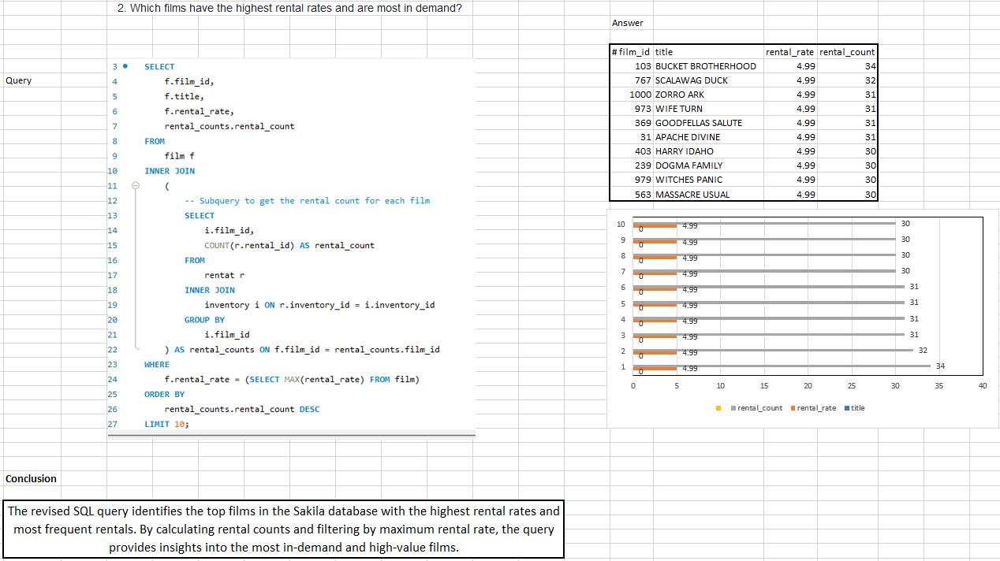 2. Which films have the highest rental rates and are most in demand?
Answer
Query
3 SELECT
4 f.film_id,
5 f.title,
6 f.rental_rate,
7 rental_counts.rental_count
8 FROM
9 film f
10 INNER JOIN
11 (
12 -- Subquery to get the rental count for each film
13 SELECT
14 i.film_id,
15 COUNT(r.rental_id) AS rental_count
16 FROM
17 rentat r
18 INNER JOIN
19 inventory i ON r.inventory_id = i.inventory_id
20 GROUP BY
21 i.film_id
22 ) AS rental_counts ON f.film_id = rental_counts.film_id
23 WHERE
24 f.rental_rate = (SELECT MAX(rental_rate) FROM film)
25 ORDER BY
26 rental_counts.rental_count DESC
27 LIMIT 10;
# film_id title rental_rate rental_count
103 BUCKET BROTHERHOOD 4.99 34
767 SCALAWAG DUCK 4.99 32
1000 ZORRO ARK 4.99 31
973 WIFE TURN 4.99 31
369 GOODFELLAS SALUTE 4.99 31
31 APACHE DIVINE 4.99 31
403 HARRY IDAHO 4.99 30
239 DOGMA FAMILY 4.99 30
979 WITCHES PANIC 4.99 30
563 MASSACRE USUAL 4.99 30
10 0 4.99 30
9 0 4.99 30
8 0 4.99 30
7 0 4.99 30
6 0 4.99 31
5 0 4.99 31
4 0 4.99 31
3 0 4.99 31
2 0 4.99 32
1 0 4.99 34
0 5 10 15 20 25 30 35 40
rental_count rental_rate title
Conclusion
The revised SQL query identifies the top films in the Sakila database with the highest rental rates and
most frequent rentals. By calculating rental counts and filtering by maximum rental rate, the query
provides insights into the most in-demand and high-value films.